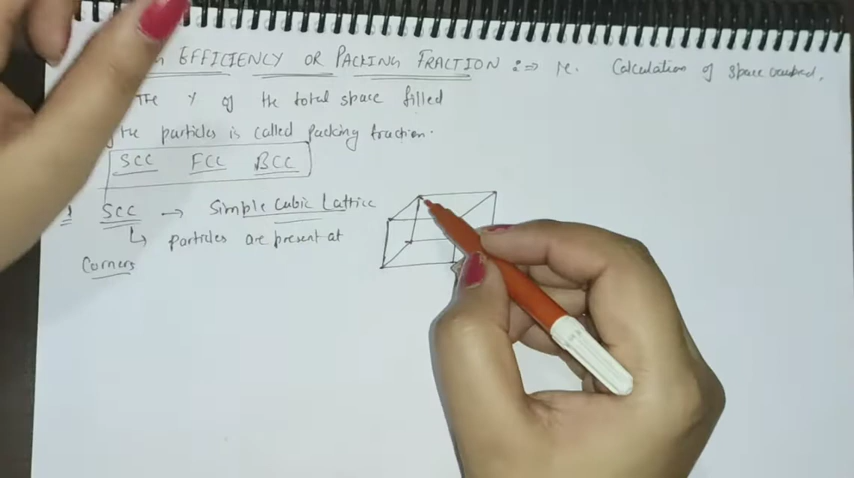 EFFICIENCY OR PACKING FRACTION :⇒ Calculation of space
The % of the total space filled
the particles is called packing fraction.
SCC FCC BCC
SCC → Simple Cubic Lattice
↳ particles are present at
Corners